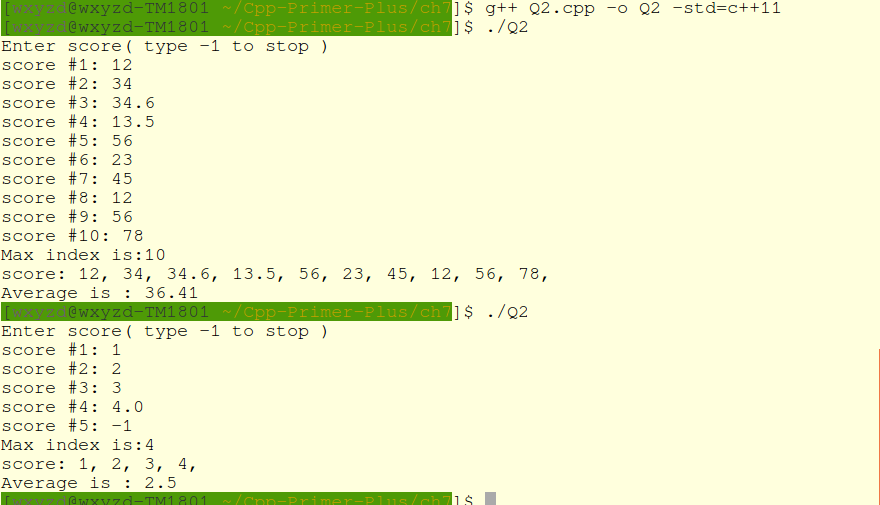 [wxyzd@wxyzd-TM1801 ~/Cpp-Primer-Plus/ch7]$ g++ Q2.cpp -o Q2 -std=c++11
[wxyzd@wxyzd-TM1801 ~/Cpp-Primer-Plus/ch7]$ ./Q2
Enter score( type -1 to stop )
score #1: 12
score #2: 34
score #3: 34.6
score #4: 13.5
score #5: 56
score #6: 23
score #7: 45
score #8: 12
score #9: 56
score #10: 78
Max index is:10
score: 12, 34, 34.6, 13.5, 56, 23, 45, 12, 56, 78,
Average is : 36.41
[wxyzd@wxyzd-TM1801 ~/Cpp-Primer-Plus/ch7]$ ./Q2
Enter score( type -1 to stop )
score #1: 1
score #2: 2
score #3: 3
score #4: 4.0
score #5: -1
Max index is:4
score: 1, 2, 3, 4,
Average is : 2.5
[wxyzd@wxyzd-TM1801 ~/Cpp-Primer-Plus/ch7]$